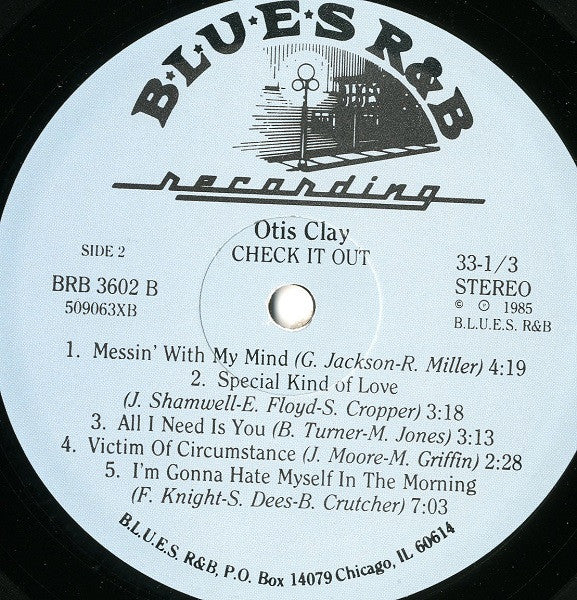 B★L★U★E★S R&B
recording
Otis Clay
CHECK IT OUT
SIDE 2
BRB 3602 B
509063XB
33-1/3
STEREO
© ℗ 1985
B.L.U.E.S. R&B
1. Messin' With My Mind (G. Jackson-R. Miller) 4:19
2. Special Kind of Love
(J. Shamwell-E. Floyd-S. Cropper) 3:18
3. All I Need Is You (B. Turner-M. Jones) 3:13
4. Victim Of Circumstance (J. Moore-M. Griffin) 2:28
5. I'm Gonna Hate Myself In The Morning
(F. Knight-S. Dees-B. Crutcher) 7:03
B.L.U.E.S. R&B, P.O. Box 14079 Chicago, IL 60614